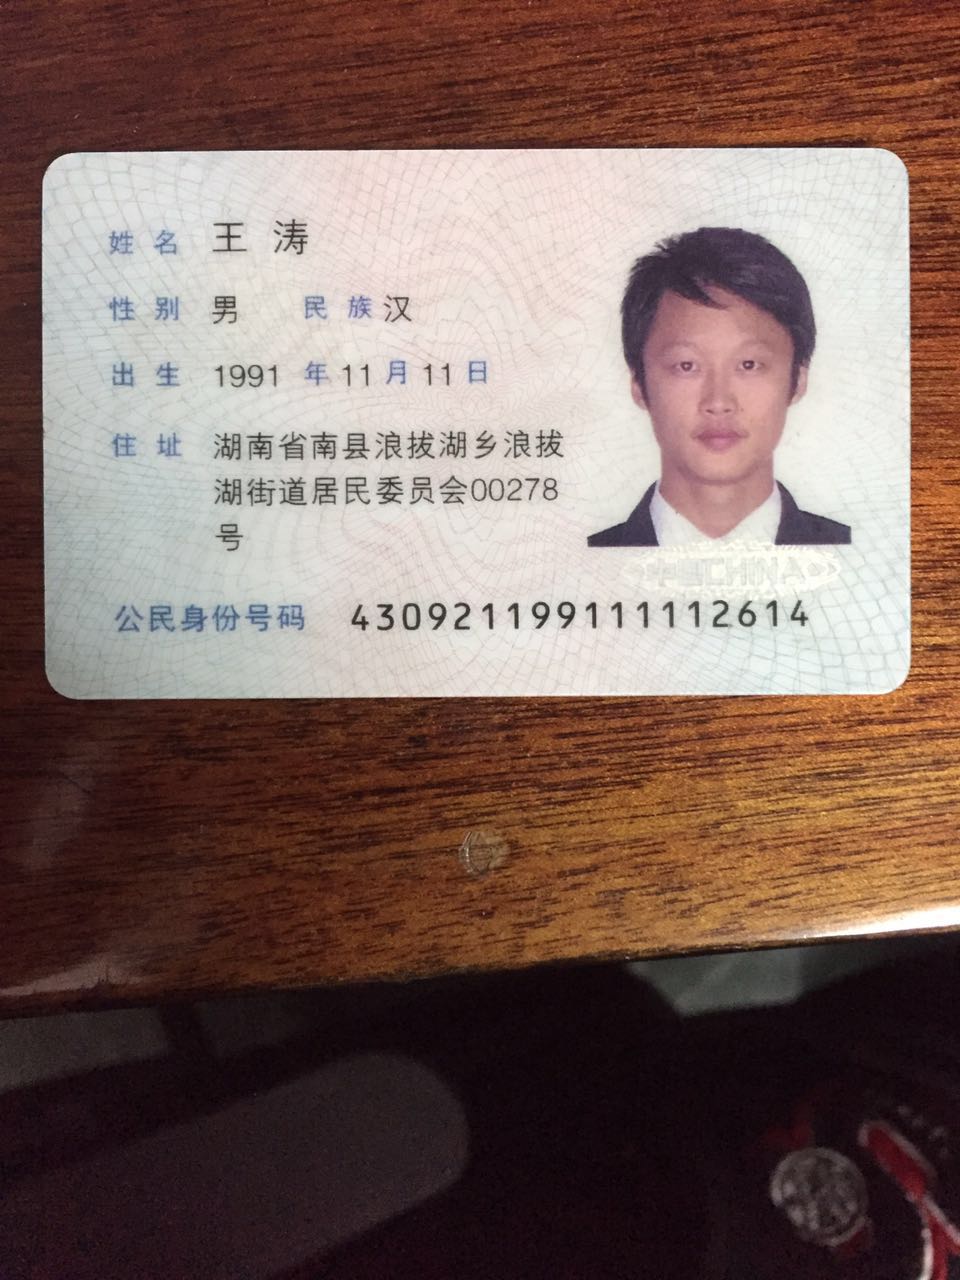 姓名 王涛
性别 男 民族 汉
出生 1991 年 11 月 11 日
住址 湖南省南县浪拔湖乡浪拔
湖街道居民委员会00278
号
中国CHINA
公民身份号码 430921199111112614